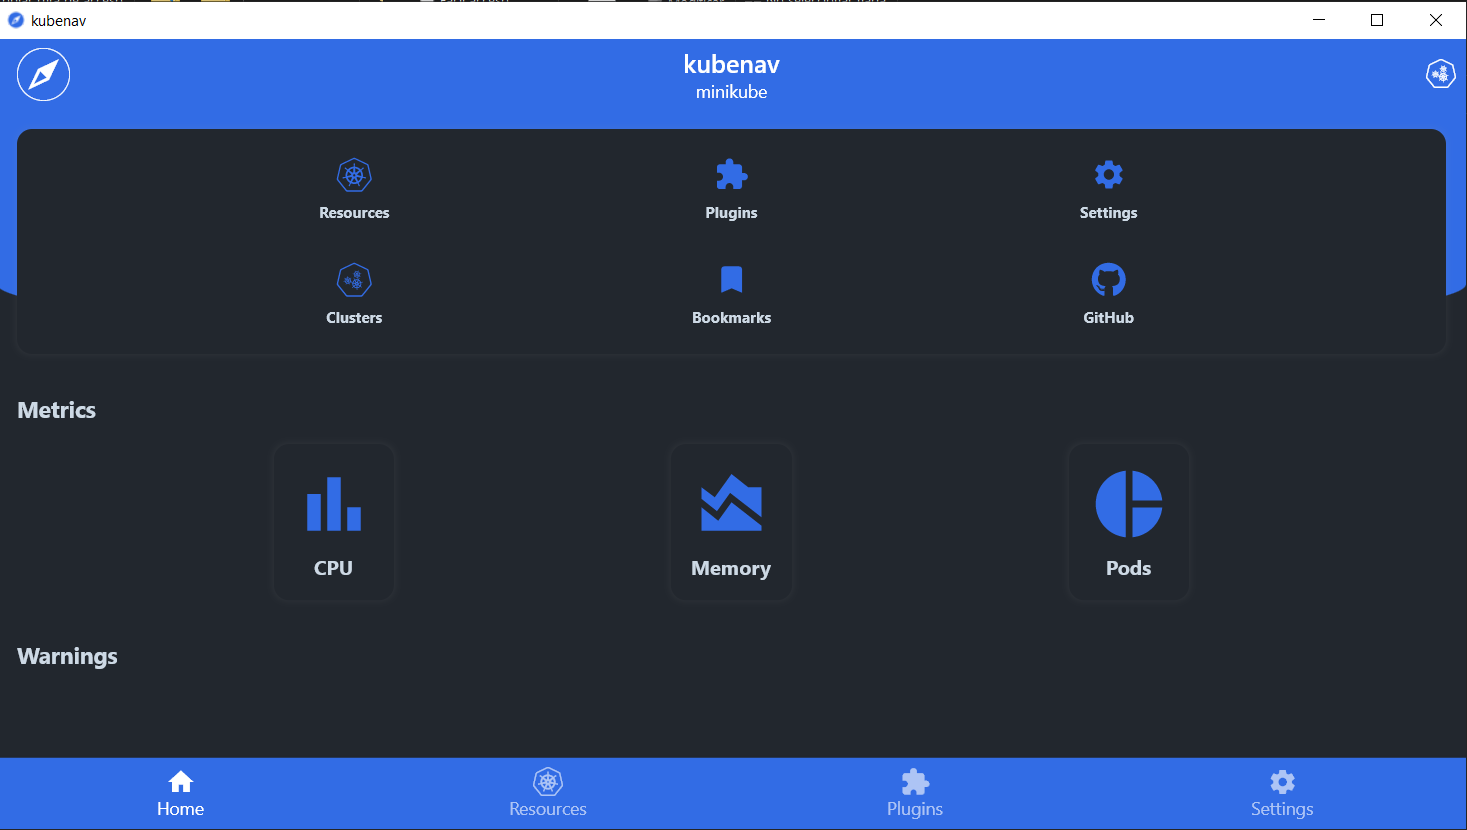 kubenav
kubenav
minikube
Resources
Plugins
Settings
Clusters
Bookmarks
GitHub
Metrics
CPU
Memory
Pods
Warnings
Home
Resources
Plugins
Settings